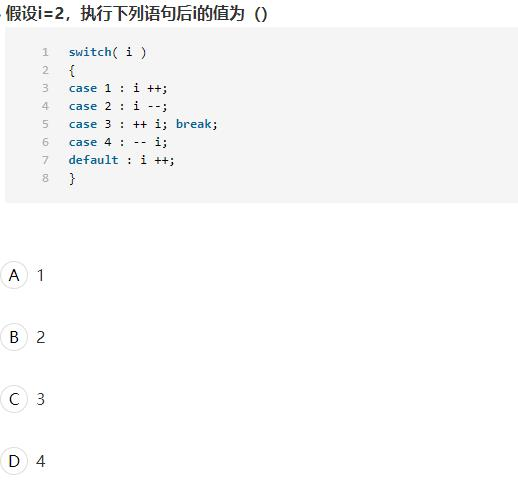 假设i=2，执行下列语句后i的值为（）
1 switch( i )
2 {
3 case 1 : i ++;
4 case 2 : i --;
5 case 3 : ++ i; break;
6 case 4 : -- i;
7 default : i ++;
8 }
A 1
B 2
C 3
D 4